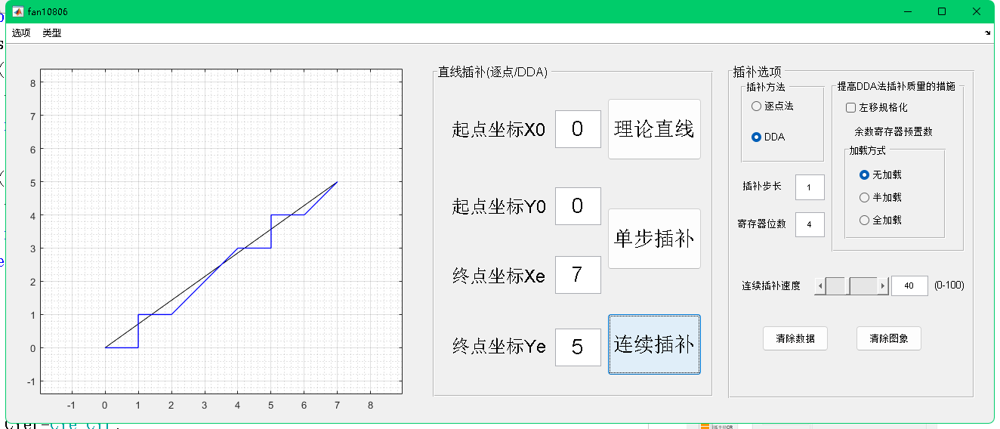 fan10806
选项 类型
8
7
6
5
4
3
2
1
0
-1
-1 0 1 2 3 4 5 6 7 8
直线插补(逐点/DDA)
起点坐标X0 0 理论直线
起点坐标Y0 0
单步插补
终点坐标Xe 7
终点坐标Ye 5 连续插补
插补选项
插补方法
逐点法
DDA
提高DDA法插补质量的措施
左移规格化
余数寄存器预置数
加载方式
无加载
半加载
全加载
插补步长 1
寄存器位数 4
连续插补速度 40 (0-100)
清除数据 清除图象